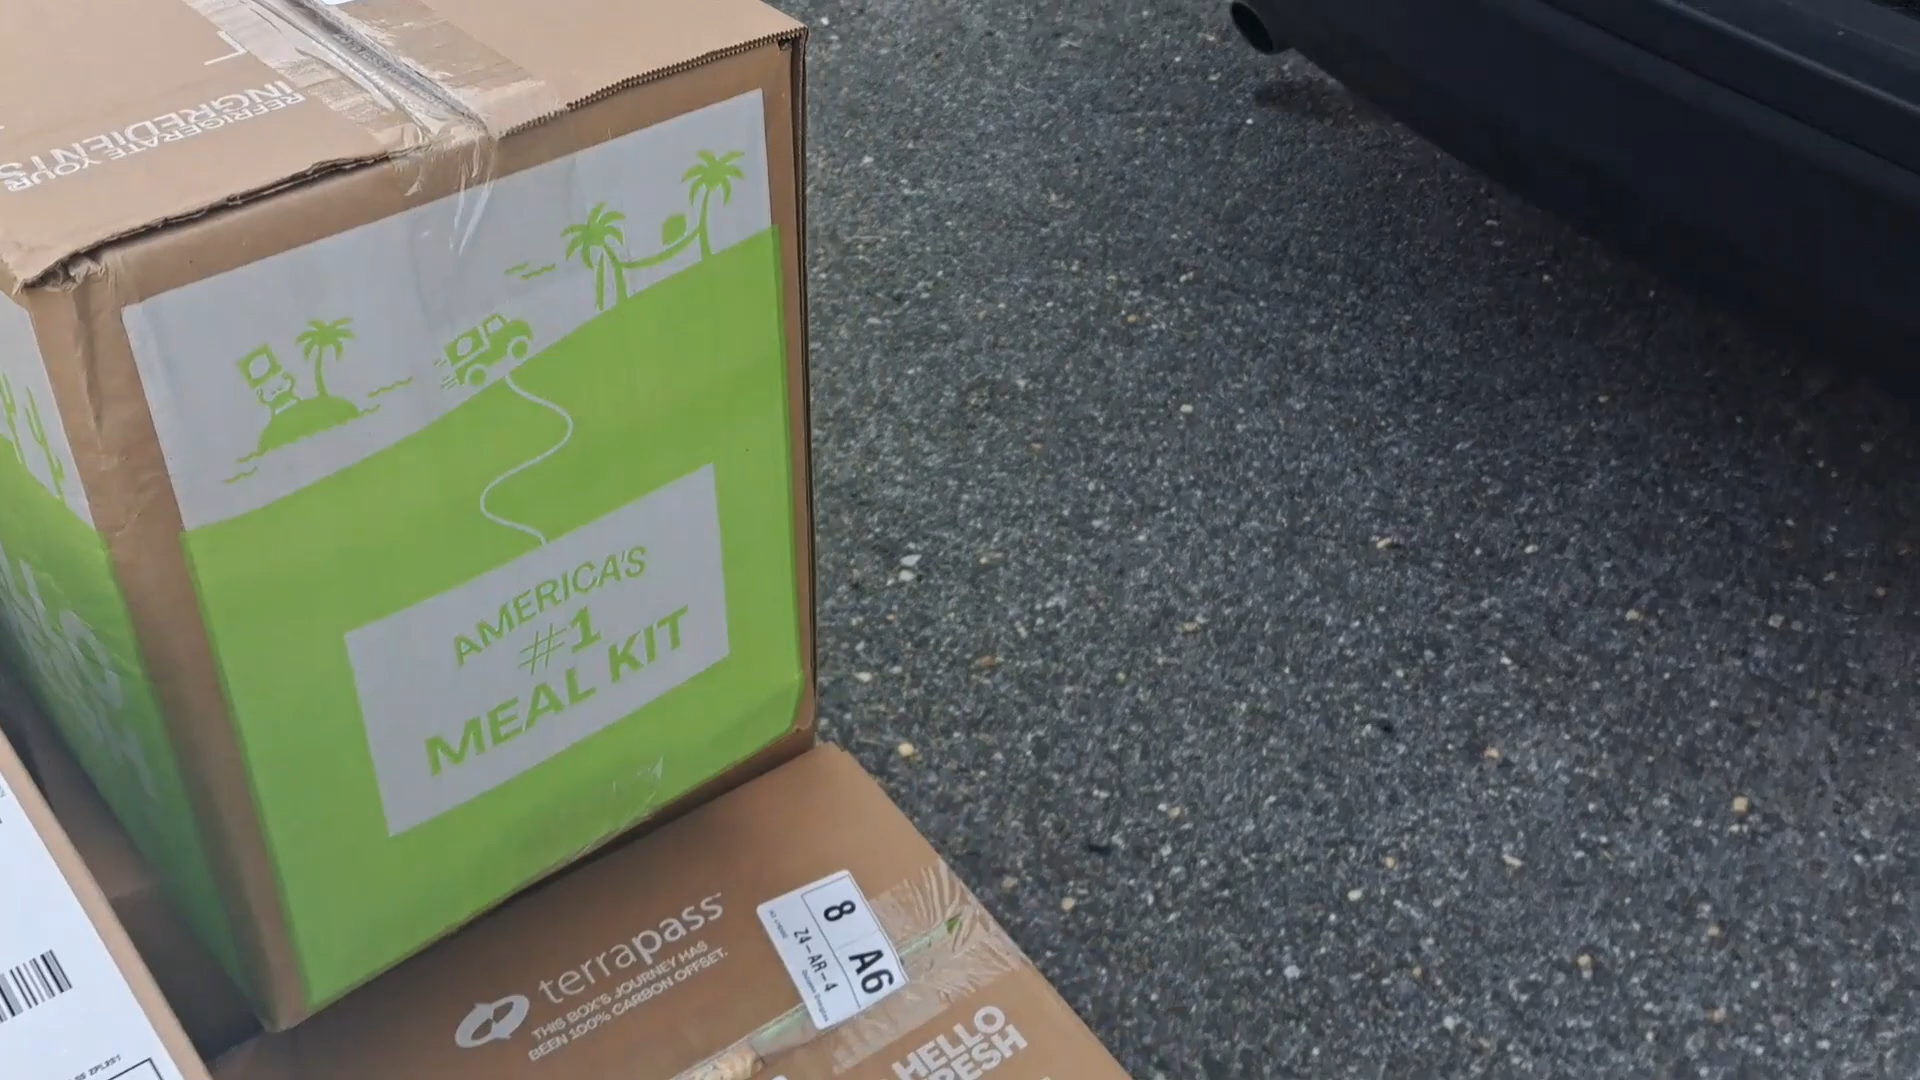 REFRIGERATE YOUR
INGREDIENTS
AMERICA'S
#1
MEAL KIT
terrapass
THIS BOX'S JOURNEY HAS
BEEN 100% CARBON OFFSET.
8
A6
24-AR-4
HELLO